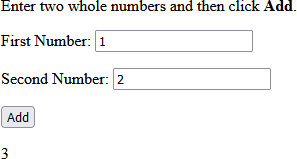 Enter two whole numbers and then click Add.
First Number: 1
Second Number: 2
Add
3